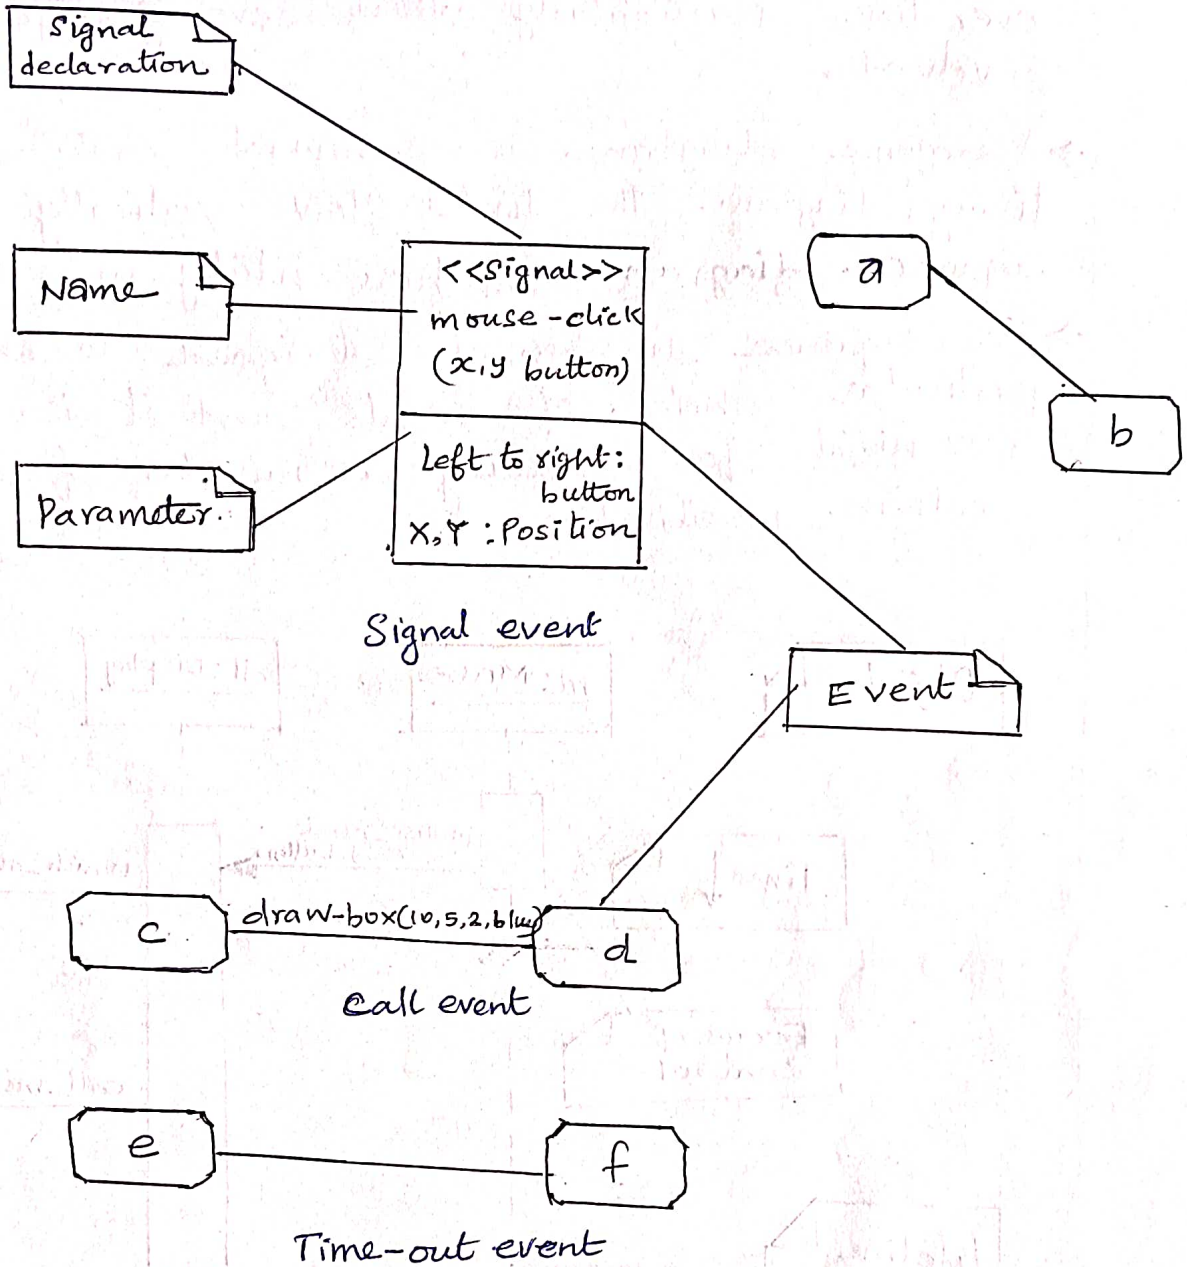 Signal
declaration
Name
<<Signal>>
mouse-click
(x,y button)
a
b
Parameter.
Left to right:
button
X,Y : Position
Signal event
Event
c
draw-box(10,5,2,blue)
d
Call event
e
f
Time-out event